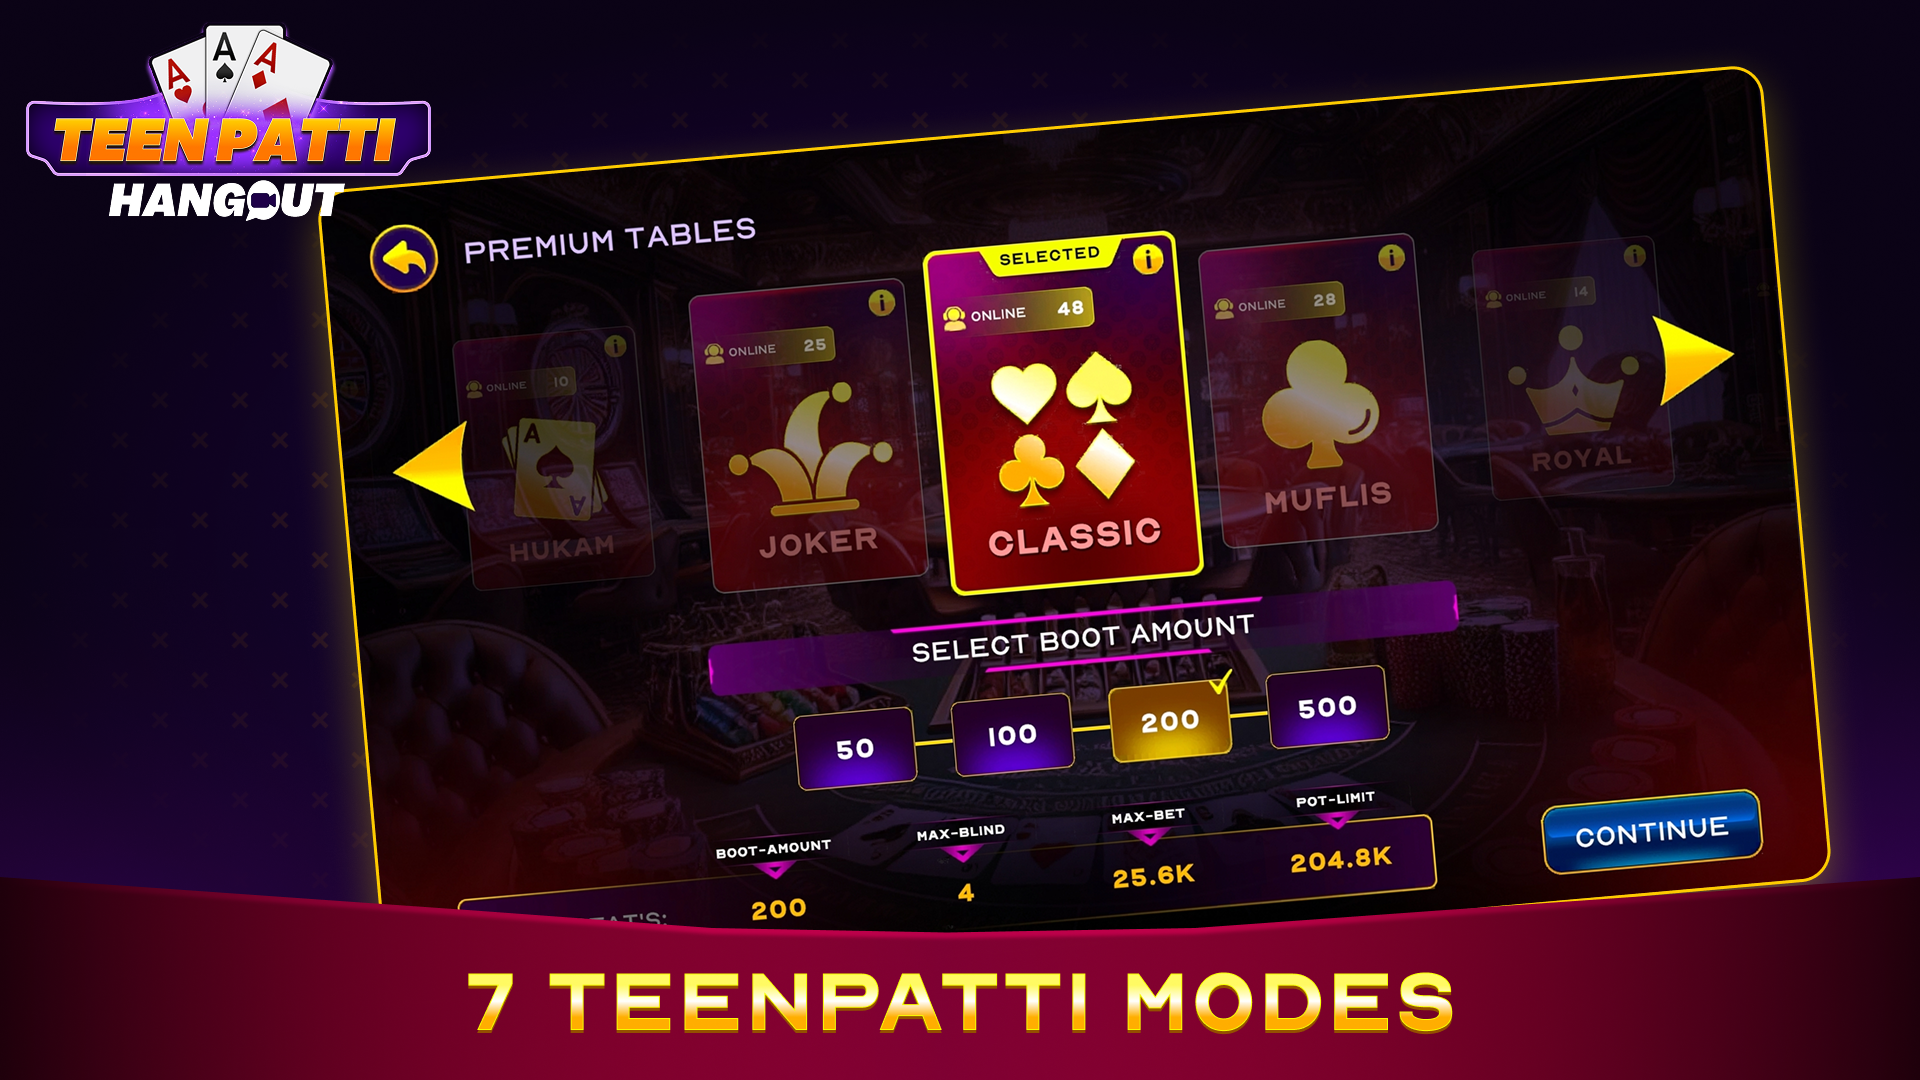 TEEN PATTI
HANGOUT
PREMIUM TABLES
ONLINE 10
A
HUKAM
ONLINE 25
JOKER
SELECTED
ONLINE 48
CLASSIC
ONLINE 28
MUFLIS
ONLINE 14
ROYAL
SELECT BOOT AMOUNT
50
100
200
500
BOOT-AMOUNT
200
MAX-BLIND
4
MAX-BET
25.6K
POT-LIMIT
204.8K
CONTINUE
7 TEENPATTI MODES